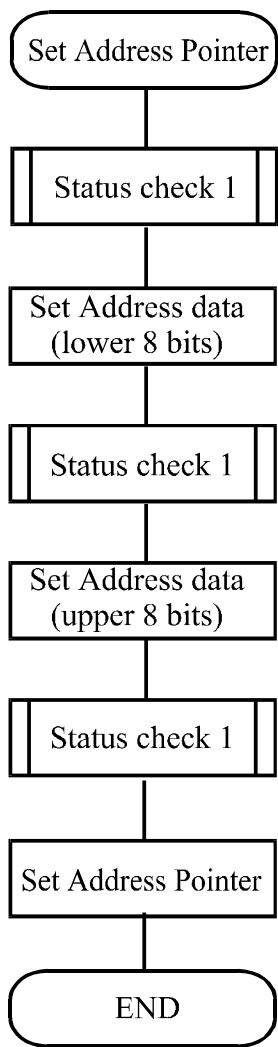 Set Address Pointer
Status check 1
Set Address data
(lower 8 bits)
Status check 1
Set Address data
(upper 8 bits)
Status check 1
Set Address Pointer
END